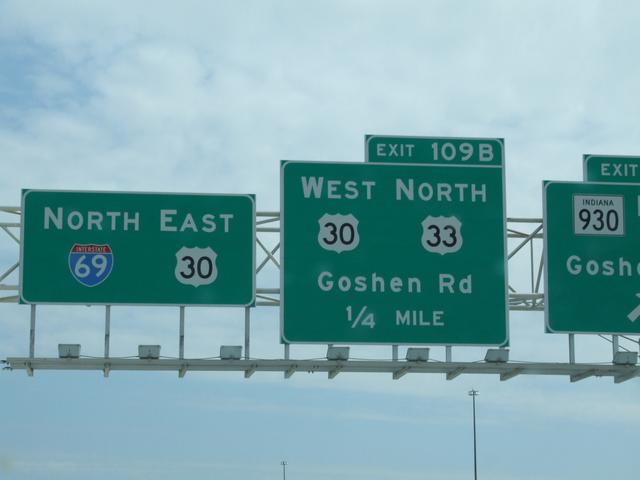 NORTH EAST
INTERSTATE
69
30
EXIT 109B
WEST NORTH
30
33
Goshen Rd
1/4 MILE
EXIT
INDIANA
930